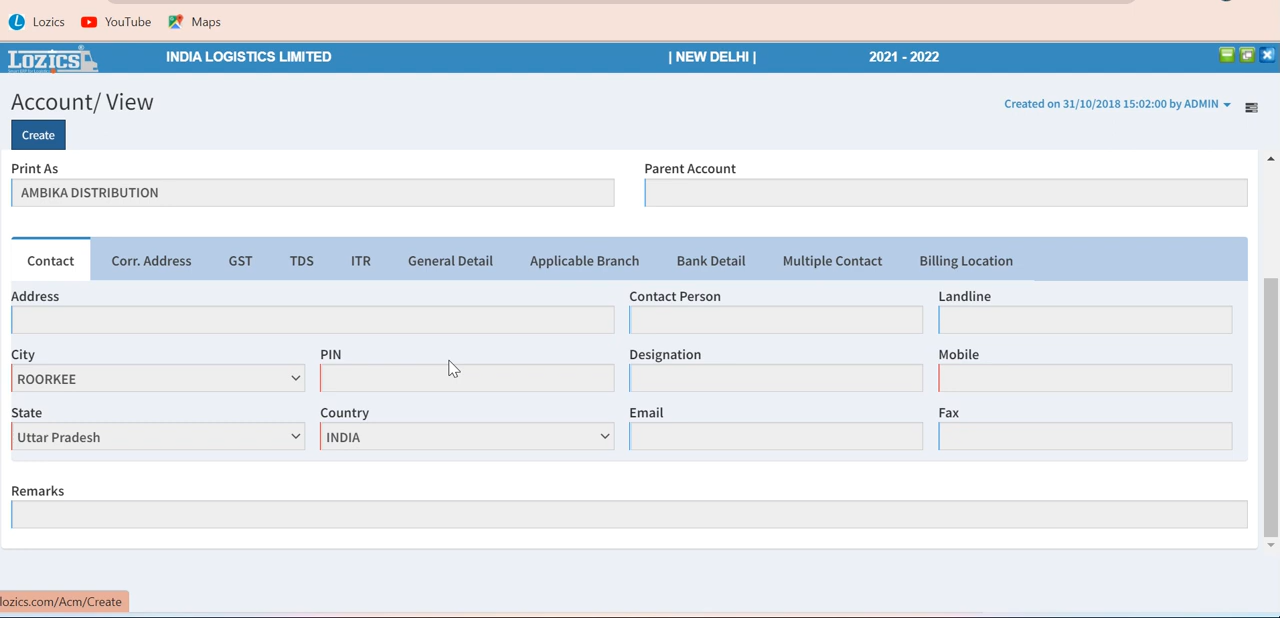 Lozics YouTube Maps
LOZICS INDIA LOGISTICS LIMITED | NEW DELHI | 2021 - 2022
Account/ View
Created on 31/10/2018 15:02:00 by ADMIN
Create
Print As Parent Account
AMBIKA DISTRIBUTION
Contact Corr. Address GST TDS ITR General Detail Applicable Branch Bank Detail Multiple Contact Billing Location
Address Contact Person Landline
City PIN Designation Mobile
ROORKEE
State Country Email Fax
Uttar Pradesh INDIA
Remarks
lozics.com/Acm/Create